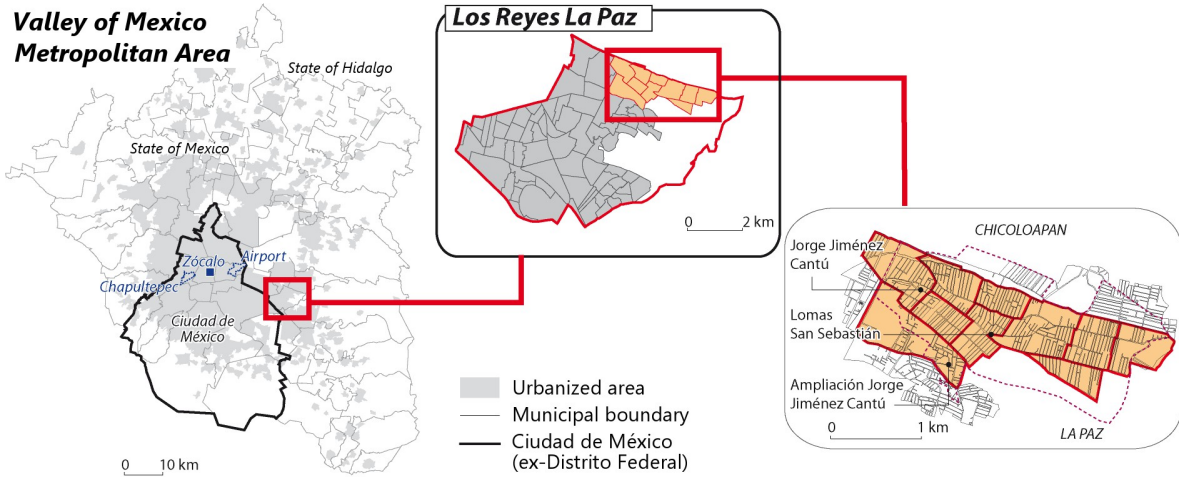 Valley of Mexico
Metropolitan Area
State of Hidalgo
State of Mexico
Zócalo
Airport
Chapultepec
Ciudad de
México
0 10 km
Los Reyes La Paz
0 2 km
Urbanized area
Municipal boundary
Ciudad de México
(ex-Distrito Federal)
CHICOLOAPAN
Jorge Jiménez
Cantú
Lomas
San Sebastián
Ampliación Jorge
Jiménez Cantú
LA PAZ
0 1 km